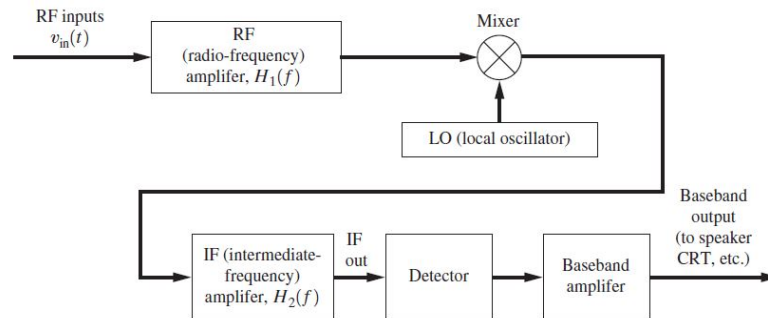 RF inputs
v_in(t)
RF
(radio-frequency)
amplifer, H₁(f)
Mixer
LO (local oscillator)
IF (intermediate-
frequency)
amplifer, H₂(f)
IF
out
Detector
Baseband
amplifer
Baseband
output
(to speaker
CRT, etc.)